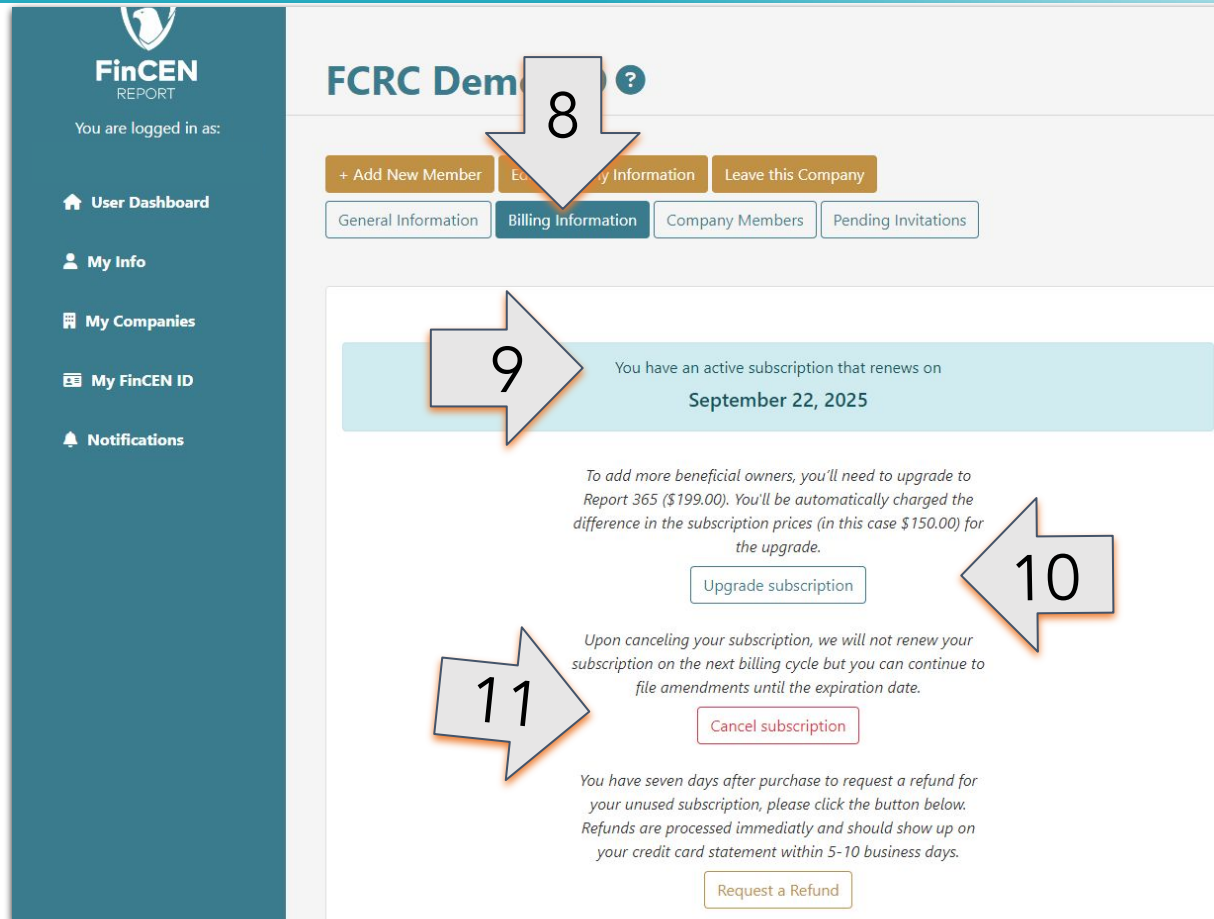 FinCEN
REPORT
You are logged in as:
User Dashboard
My Info
My Companies
My FinCEN ID
Notifications
FCRC
8
+ Add New Member
Information
Leave this Company
General Information
Billing Information
Company Members
Pending Invitations
9
You have an active subscription that renews on
September 22, 2025
To add more beneficial owners, you'll need to upgrade to
Report 365 ($199.00). You'll be automatically charged the
difference in the subscription prices (in this case $150.00) for
the upgrade.
10
Upgrade subscription
Upon canceling your subscription, we will not renew your
subscription on the next billing cycle but you can continue to
file amendments until the expiration date.
11
Cancel subscription
You have seven days after purchase to request a refund for
your unused subscription, please click the button below.
Refunds are processed immediatly and should show up on
your credit card statement within 5-10 business days.
Request a Refund